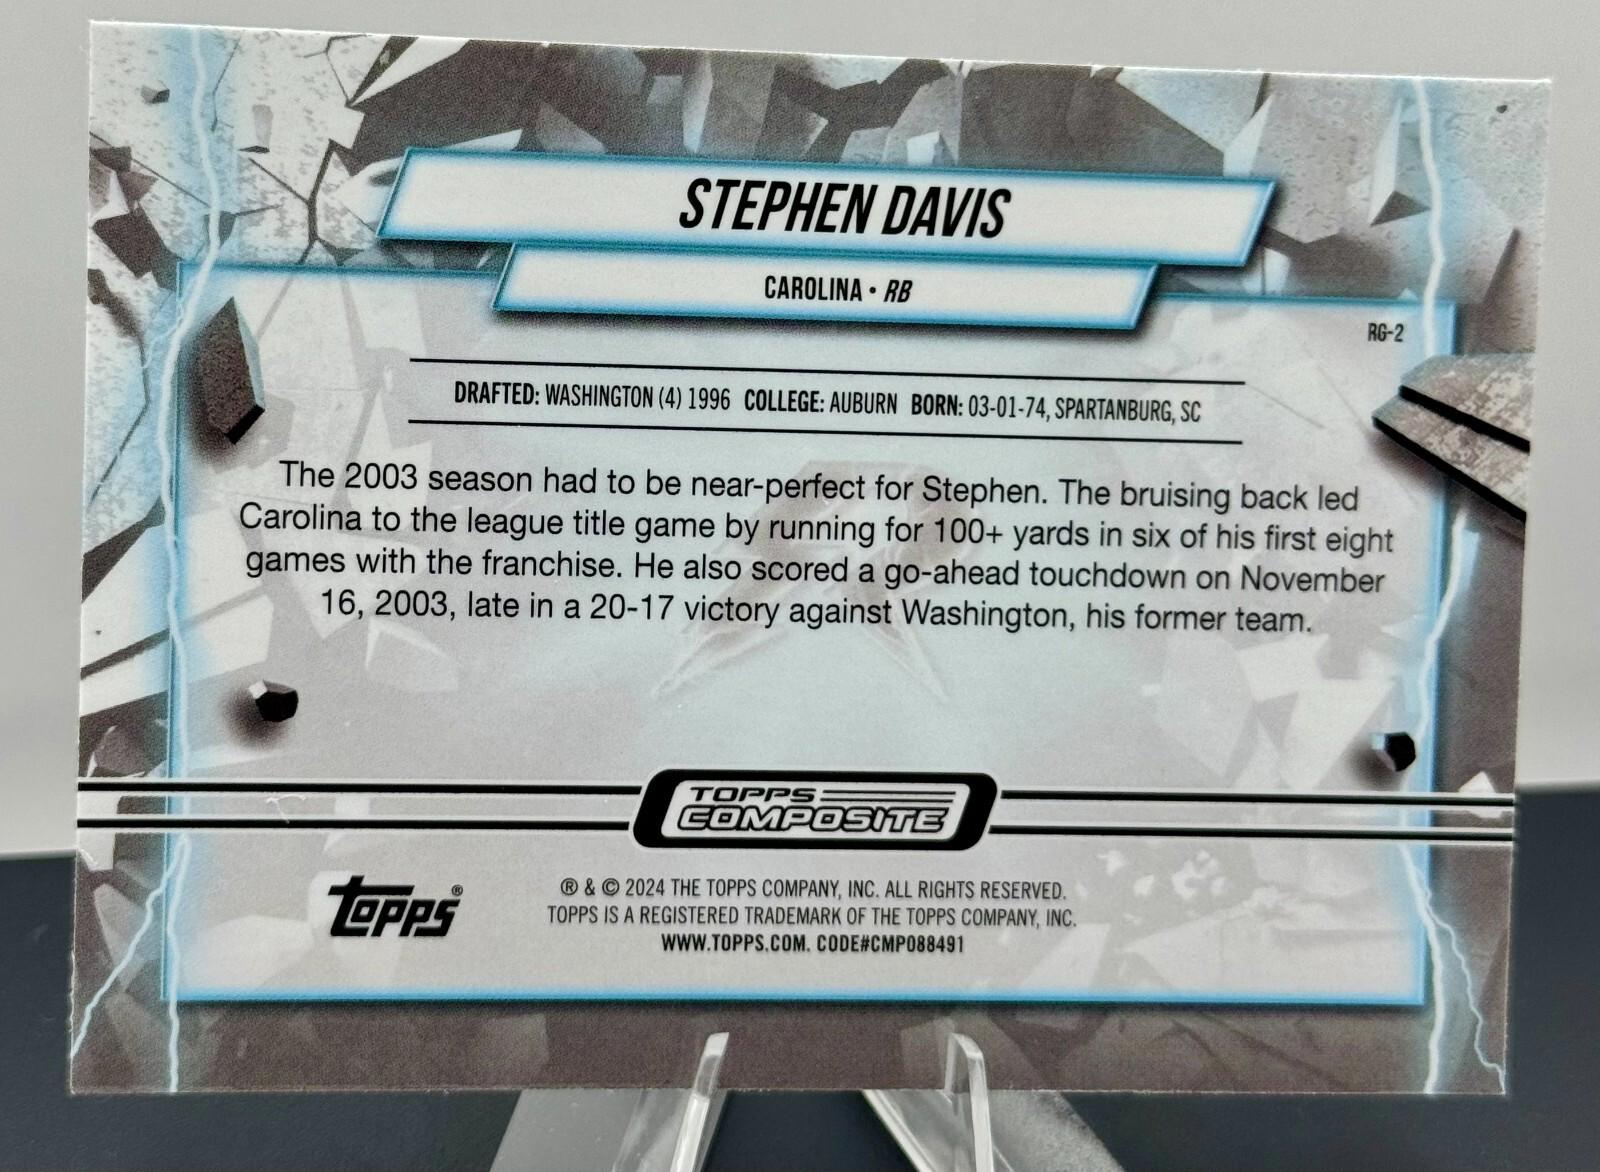 STEPHEN DAVIS
CAROLINA • RB
RG-2
DRAFTED: WASHINGTON (4) 1996 COLLEGE: AUBURN BORN: 03-01-74, SPARTANBURG, SC
The 2003 season had to be near-perfect for Stephen. The bruising back led
Carolina to the league title game by running for 100+ yards in six of his first eight
games with the franchise. He also scored a go-ahead touchdown on November
16, 2003, late in a 20-17 victory against Washington, his former team.
TOPPS
COMPOSITE
Topps®
® & © 2024 THE TOPPS COMPANY, INC. ALL RIGHTS RESERVED.
TOPPS IS A REGISTERED TRADEMARK OF THE TOPPS COMPANY, INC.
WWW.TOPPS.COM. CODE#CMP088491